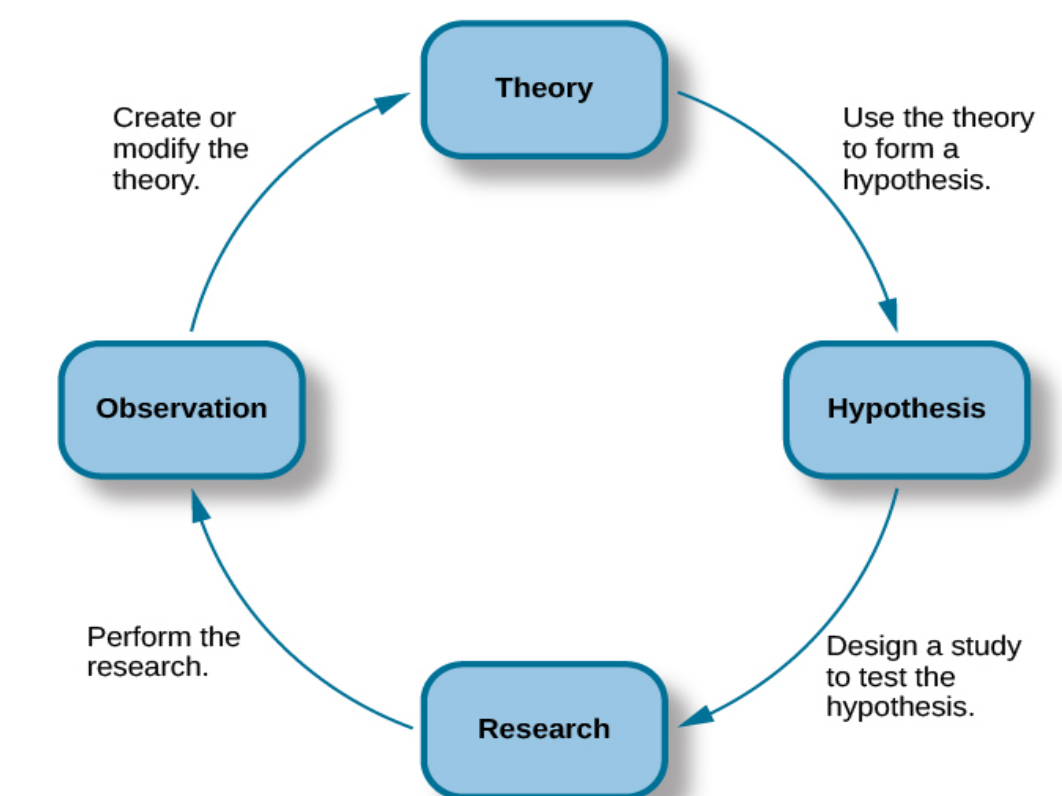 Theory
Create or
modify the
theory.
Use the theory
to form a
hypothesis.
Observation
Hypothesis
Perform the
research.
Design a study
to test the
hypothesis.
Research